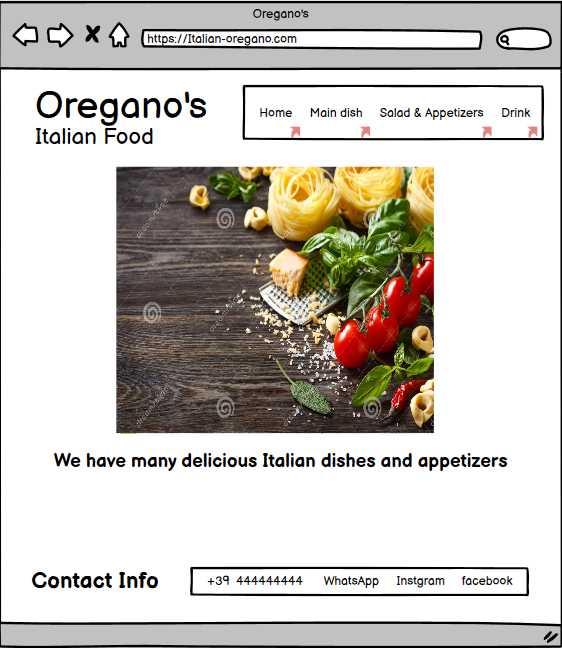 Oregano's
https://Italian-oregano.com
Oregano's
Italian Food
Home Main dish Salad & Appetizers Drink
We have many delicious Italian dishes and appetizers
Contact Info
+39 444444444 WhatsApp Instgram facebook